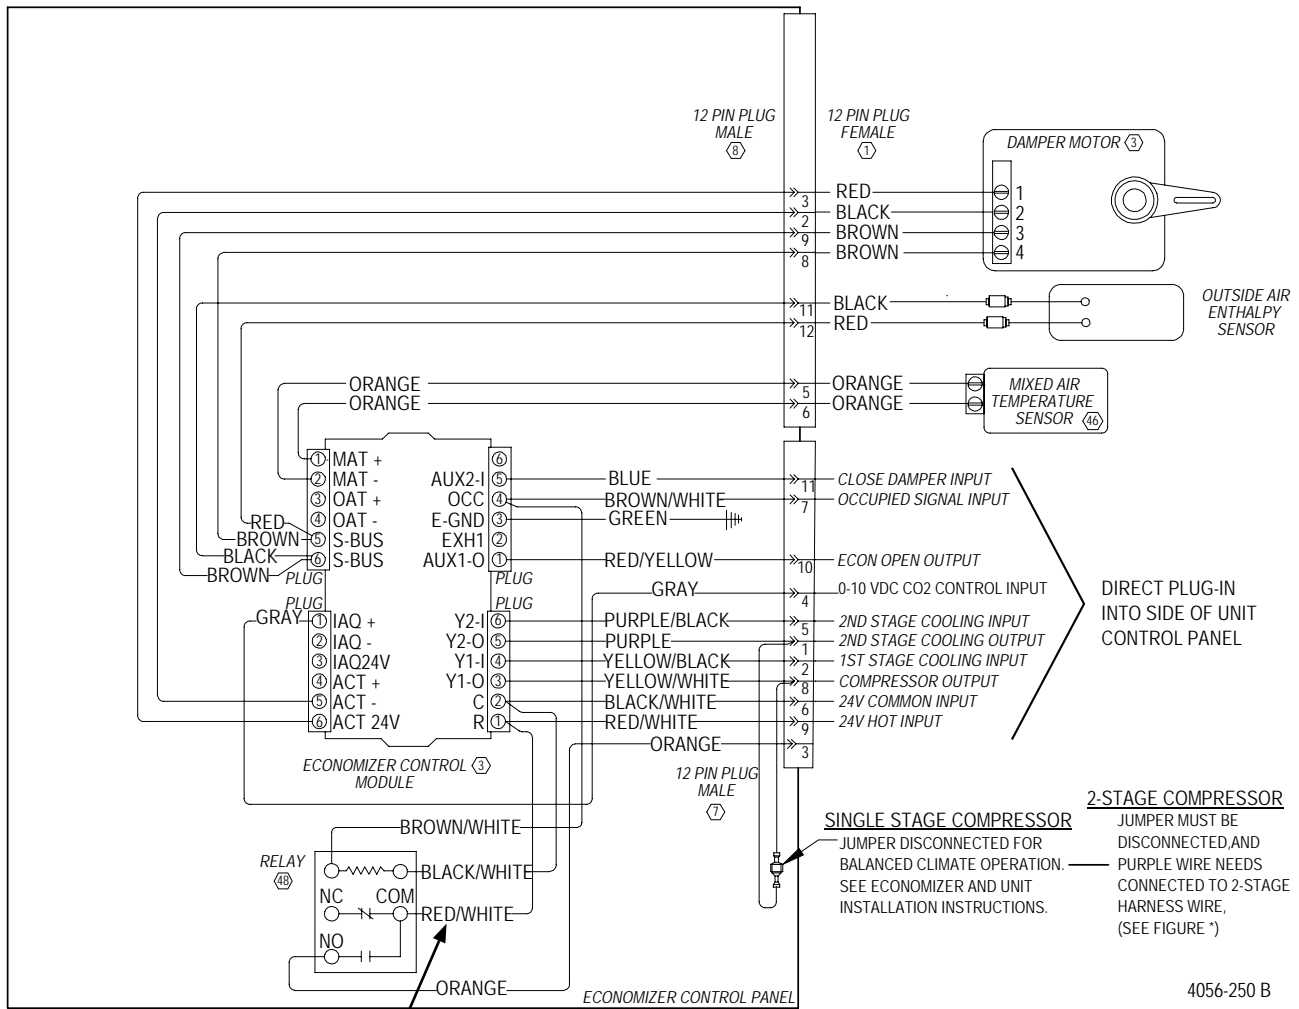 12 PIN PLUG
MALE
8
12 PIN PLUG
FEMALE
1
DAMPER MOTOR 3
3 RED 1
2 BLACK 2
9 BROWN 3
8 BROWN 4
11 BLACK
12 RED
OUTSIDE AIR
ENTHALPY
SENSOR
ORANGE 5 ORANGE
ORANGE 6 ORANGE
MIXED AIR
TEMPERATURE
SENSOR 46
1 MAT +
2 MAT -
3 OAT +
4 OAT -
5 S-BUS
6 S-BUS
RED
BROWN
BLACK
BROWN
PLUG
6
AUX2-I 5 BLUE 11 CLOSE DAMPER INPUT
OCC 4 BROWN/WHITE 7 OCCUPIED SIGNAL INPUT
E-GND 3 GREEN
EXH1 2
AUX1-O 1 RED/YELLOW 10 ECON OPEN OUTPUT
PLUG
GRAY 4 0-10 VDC CO2 CONTROL INPUT
PLUG
GRAY 1 IAQ +
2 IAQ -
3 IAQ24V
4 ACT +
5 ACT -
6 ACT 24V
PLUG
Y2-I 6 PURPLE/BLACK 5 2ND STAGE COOLING INPUT
Y2-O 5 PURPLE 1 2ND STAGE COOLING OUTPUT
Y1-I 4 YELLOW/BLACK 2 1ST STAGE COOLING INPUT
Y1-O 3 YELLOW/WHITE 8 COMPRESSOR OUTPUT
C 2 BLACK/WHITE 6 24V COMMON INPUT
R 1 RED/WHITE 9 24V HOT INPUT
ORANGE 3
DIRECT PLUG-IN
INTO SIDE OF UNIT
CONTROL PANEL
ECONOMIZER CONTROL 3
MODULE
12 PIN PLUG
MALE
7
BROWN/WHITE
RELAY
48
BLACK/WHITE
NC COM
RED/WHITE
NO
ORANGE
ECONOMIZER CONTROL PANEL
SINGLE STAGE COMPRESSOR
JUMPER DISCONNECTED FOR
BALANCED CLIMATE OPERATION.
SEE ECONOMIZER AND UNIT
INSTALLATION INSTRUCTIONS.
2-STAGE COMPRESSOR
JUMPER MUST BE
DISCONNECTED,AND
PURPLE WIRE NEEDS
CONNECTED TO 2-STAGE
HARNESS WIRE,
(SEE FIGURE *)
4056-250 B